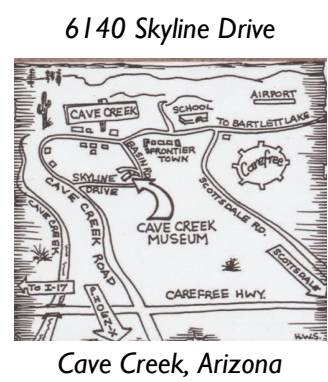 6140 Skyline Drive
AIRPORT
SCHOOL
CAVE CREEK
TO BARTLETT LAKE
BASIN RD.
FRONTIER
TOWN
Carefree
SKYLINE
DRIVE
SCOTTSDALE RD.
CAVE CREEK
CAVE CREEK ROAD
CAVE CREEK
MUSEUM
SCOTTSDALE
TO I-17
CAREFREE HWY.
PHOENIX
H.W.S.
Cave Creek, Arizona